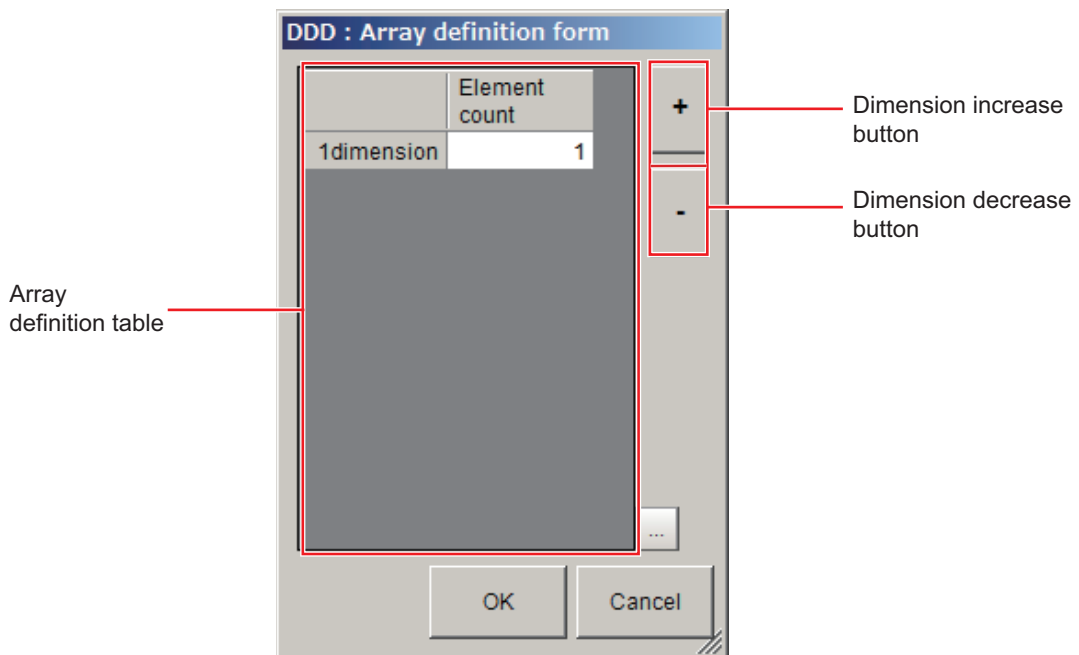 DDD : Array definition form
Element
count
1dimension
1
+
-
Dimension increase
button
Dimension decrease
button
Array
definition table
...
OK
Cancel